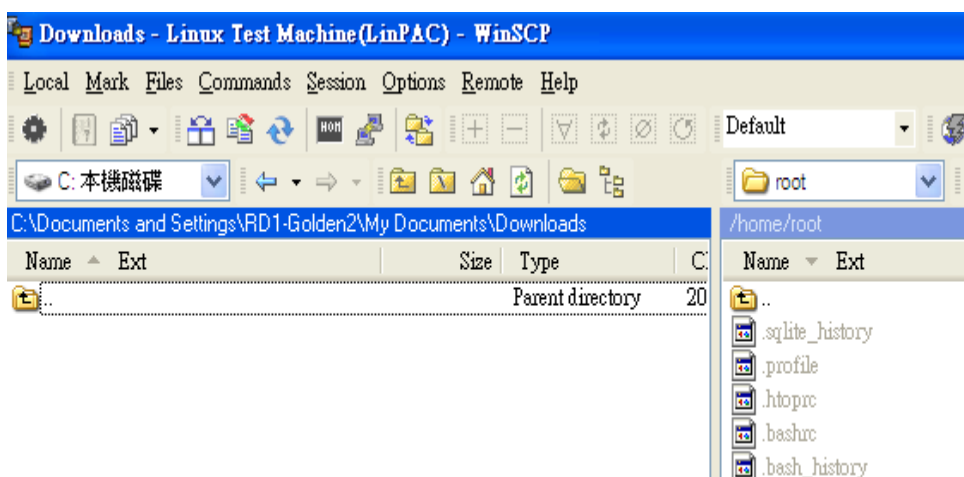 Downloads - Linux Test Machine(LinPAC) - WinSCP
Local Mark Files Commands Session Options Remote Help
Default
C: 本機磁碟 root
C:\Documents and Settings\RD1-Golden2\My Documents\Downloads /home/root
Name Ext Size Type C Name Ext
.. Parent directory 20 ..
.sqlite_history
.profile
.htoprc
.bashrc
.bash_history